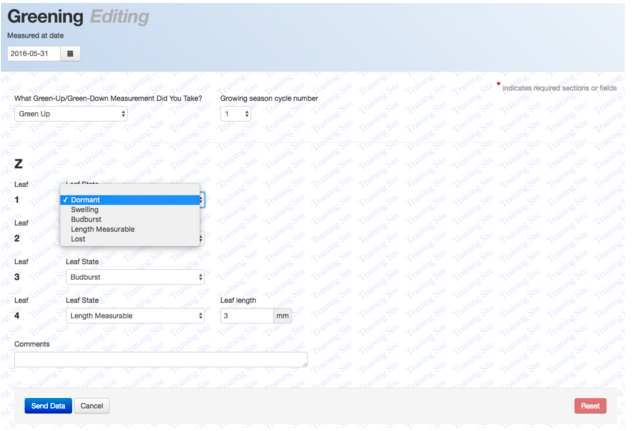 Greening Editing
Measured at date
2016-05-31
* indicates required sections or fields
What Green-Up/Green-Down Measurement Did You Take? Growing season cycle number
Green Up 1
Z
Leaf Leaf State
1 ✓ Dormant
Swelling
Leaf Budburst
Length Measurable
2 Lost
Leaf Leaf State
3 Budburst
Leaf Leaf State Leaf length
4 Length Measurable 3 mm
Comments
Send Data Cancel Reset
Training Site